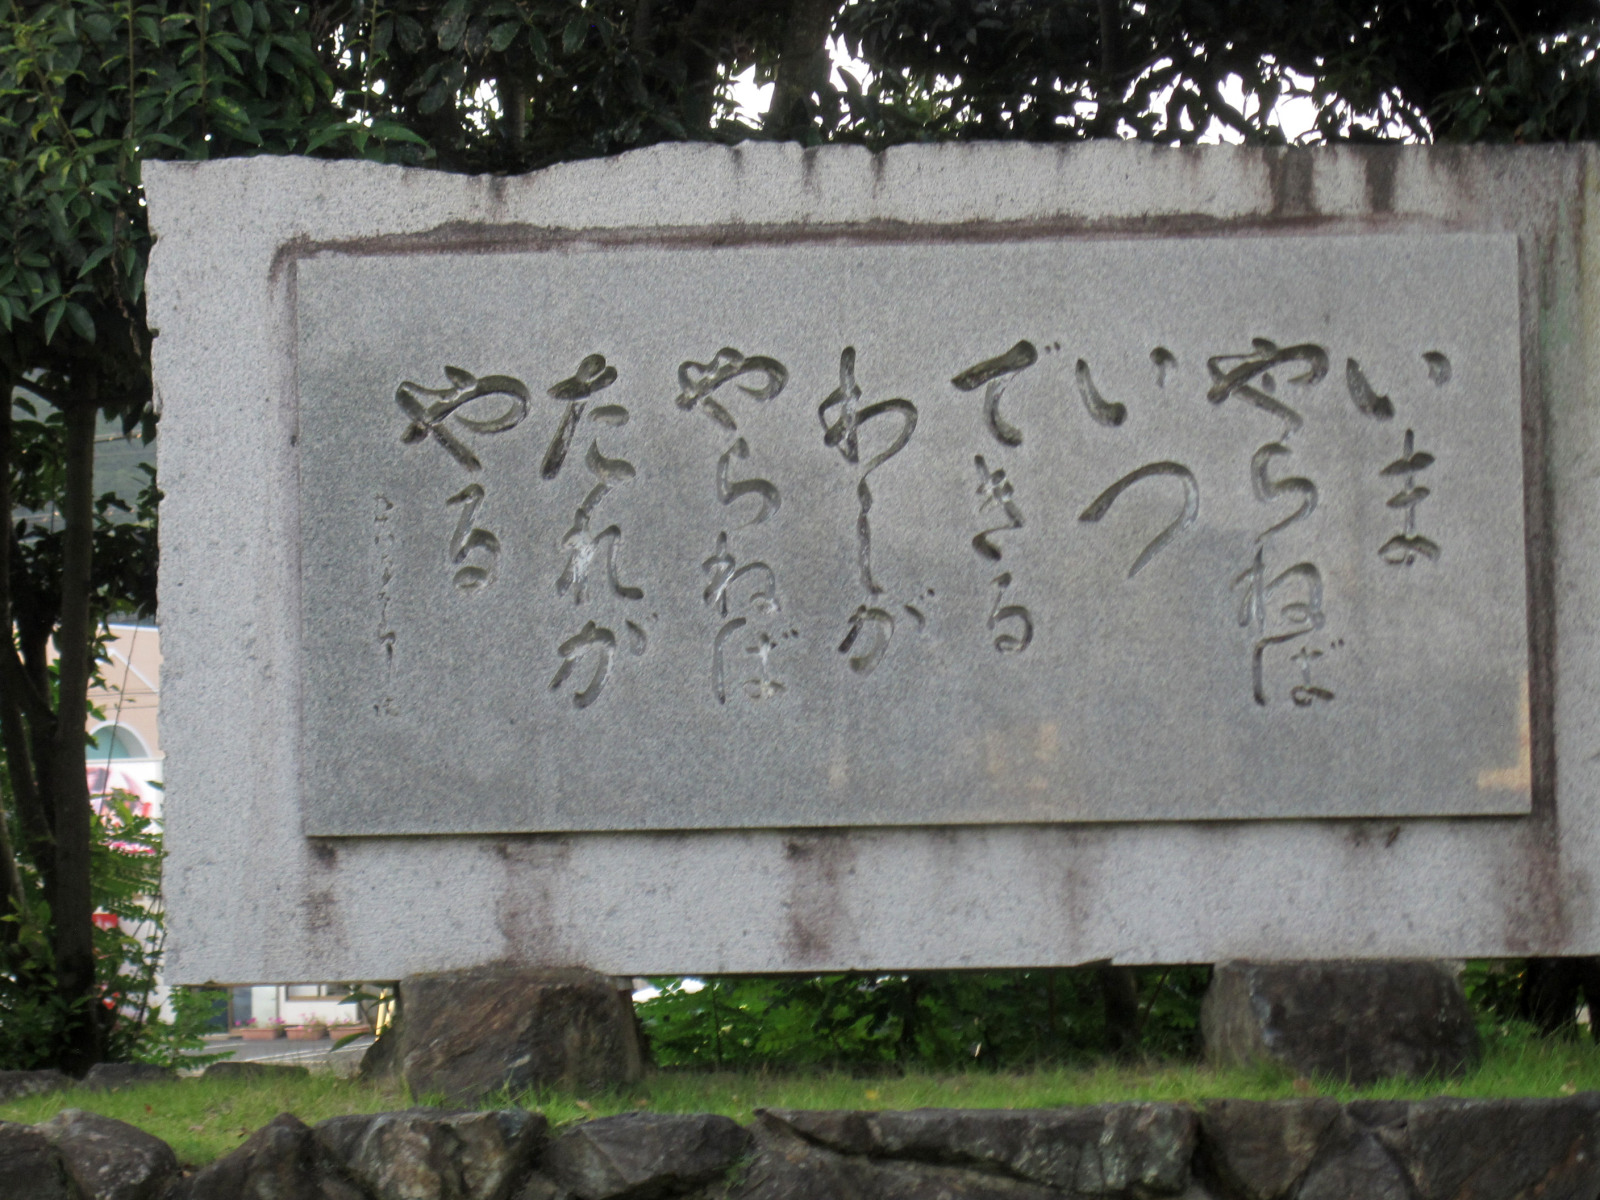 いま
やらねば
いつ
できる
わしが
やらねば
たれが
やる